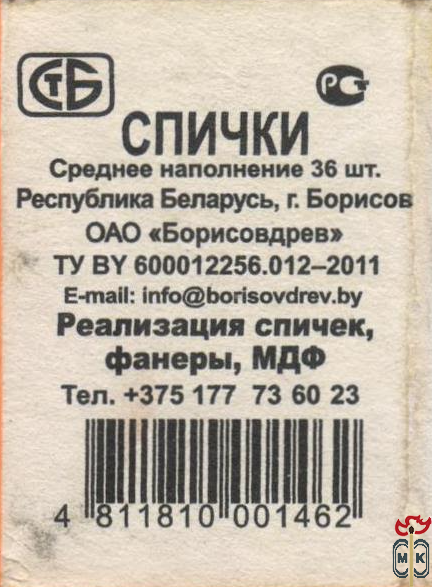 СТБ
РСТ
СПИЧКИ
Среднее наполнение 36 шт.
Республика Беларусь, г. Борисов
ОАО «Борисовдрев»
ТУ BY 600012256.012–2011
E-mail: info@borisovdrev.by
Реализация спичек,
фанеры, МДФ
Тел. +375 177 73 60 23
4 811810 001462
М К